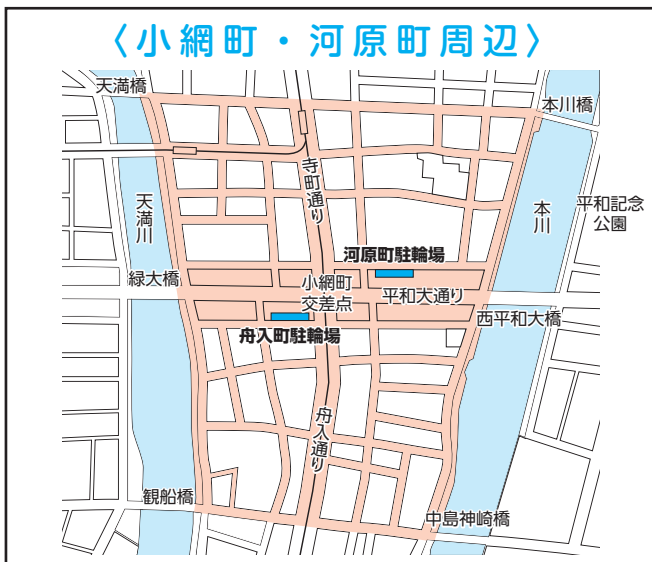 〈小網町・河原町周辺〉
天満橋
本川橋
寺町通り
天満川
本川
平和記念
公園
河原町駐輪場
緑大橋
小網町
交差点
平和大通り
西平和大橋
舟入町駐輪場
舟入通り
観船橋
中島神崎橋